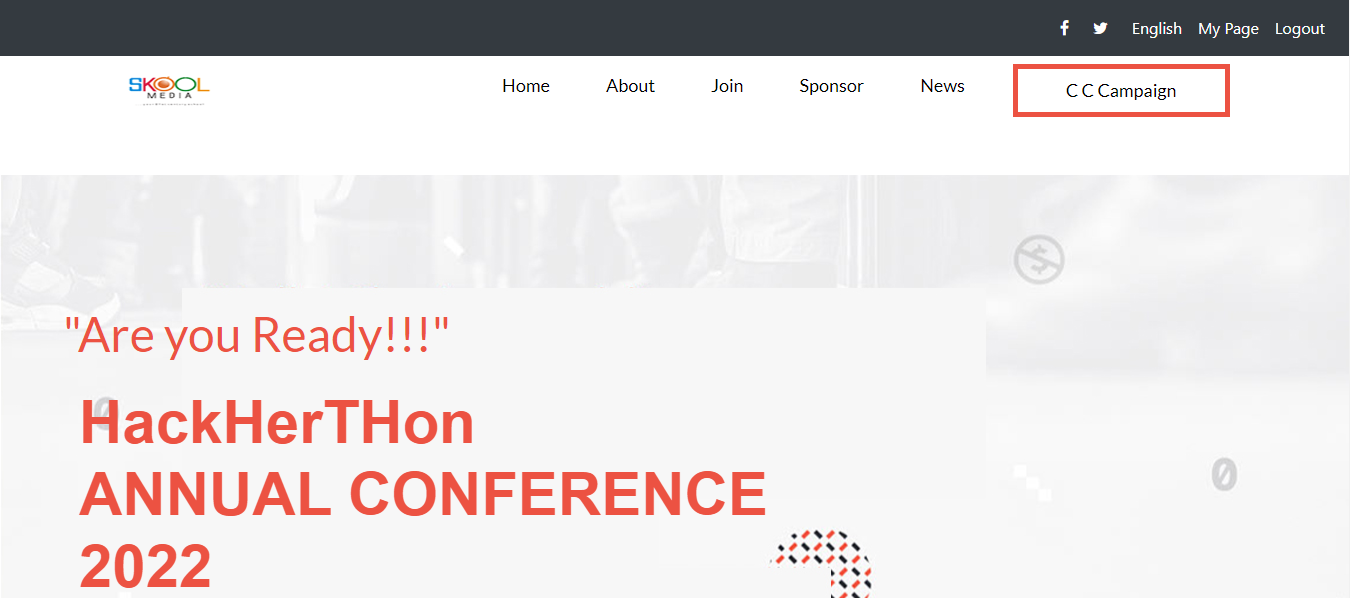 English My Page Logout
SKOOL
MEDIA
Home About Join Sponsor News C C Campaign
"Are you Ready!!!"
HackHerTHon
ANNUAL CONFERENCE
2022